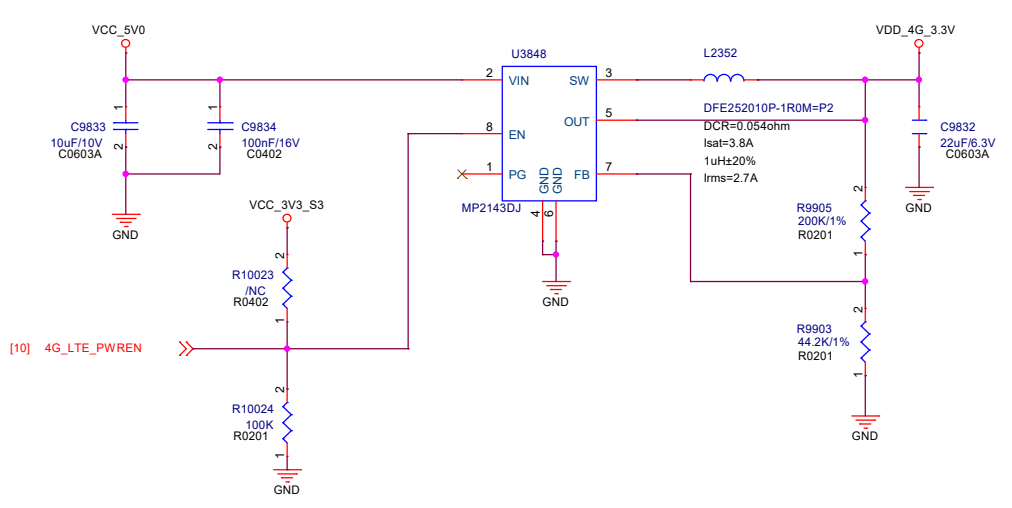 VCC_5V0
VDD_4G_3.3V
U3848
L2352
2
VIN
SW
3
1
C9833
10uF/10V
C0603A
2
1
C9834
100nF/16V
C0402
2
DFE252010P-1R0M=P2
DCR=0.054ohm
Isat=3.8A
1uH±20%
Irms=2.7A
OUT
5
C9832
22uF/6.3V
C0603A
8
EN
1
PG
GND
GND
FB
7
MP2143DJ
4
6
GND
GND
GND
2
R9905
200K/1%
R0201
1
VCC_3V3_S3
2
R10023
/NC
R0402
1
2
R9903
44.2K/1%
R0201
1
GND
[10] 4G_LTE_PWREN
2
R10024
100K
R0201
1
GND